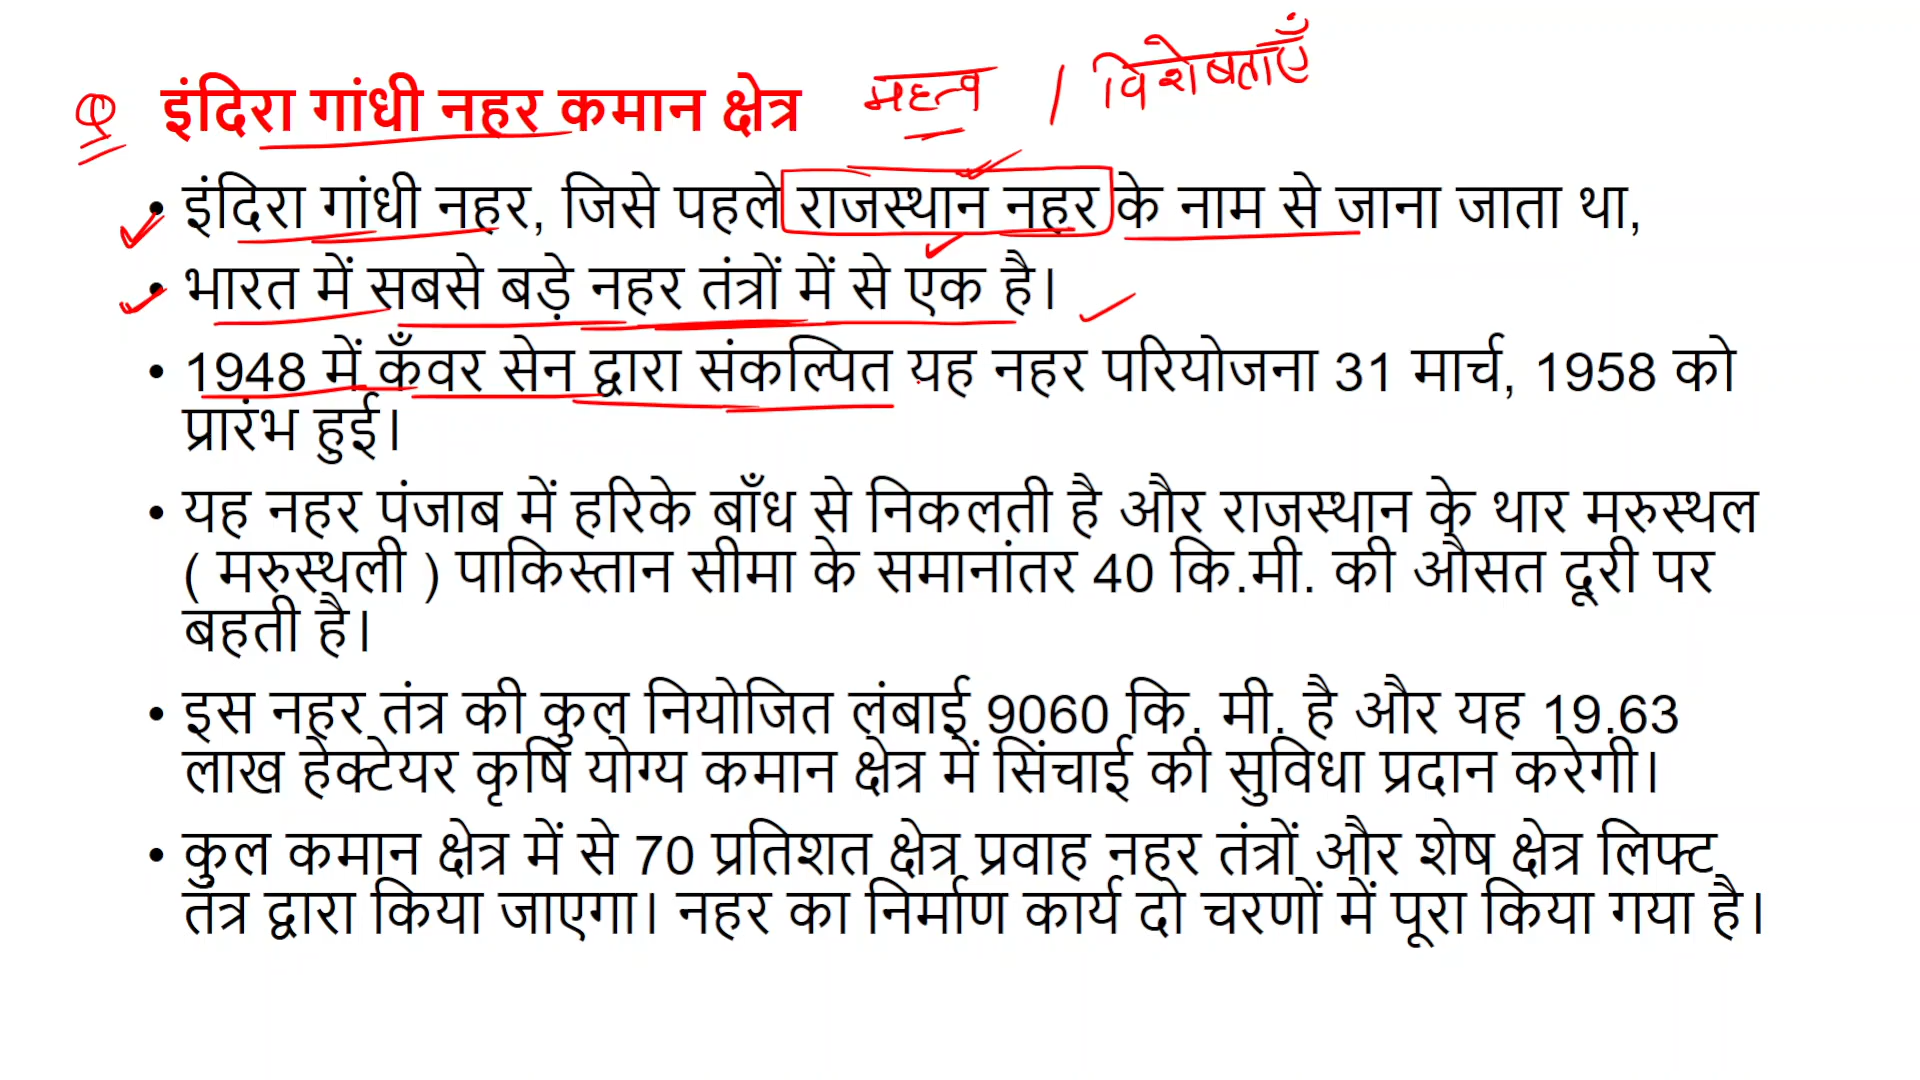 Q इंदिरा गांधी नहर कमान क्षेत्र महत्व / विशेषताएँ
• इंदिरा गांधी नहर, जिसे पहले राजस्थान नहर के नाम से जाना जाता था,
• भारत में सबसे बड़े नहर तंत्रों में से एक है।
• 1948 में कँवर सेन द्वारा संकल्पित यह नहर परियोजना 31 मार्च, 1958 को
प्रारंभ हुई।
• यह नहर पंजाब में हरिके बाँध से निकलती है और राजस्थान के थार मरुस्थल
( मरुस्थली ) पाकिस्तान सीमा के समानांतर 40 कि.मी. की औसत दूरी पर
बहती है।
• इस नहर तंत्र की कुल नियोजित लंबाई 9060 कि. मी. है और यह 19.63
लाख हेक्टेयर कृषि योग्य कमान क्षेत्र में सिंचाई की सुविधा प्रदान करेगी।
• कुल कमान क्षेत्र में से 70 प्रतिशत क्षेत्र प्रवाह नहर तंत्रों और शेष क्षेत्र लिफ्ट
तंत्र द्वारा किया जाएगा। नहर का निर्माण कार्य दो चरणों में पूरा किया गया है।